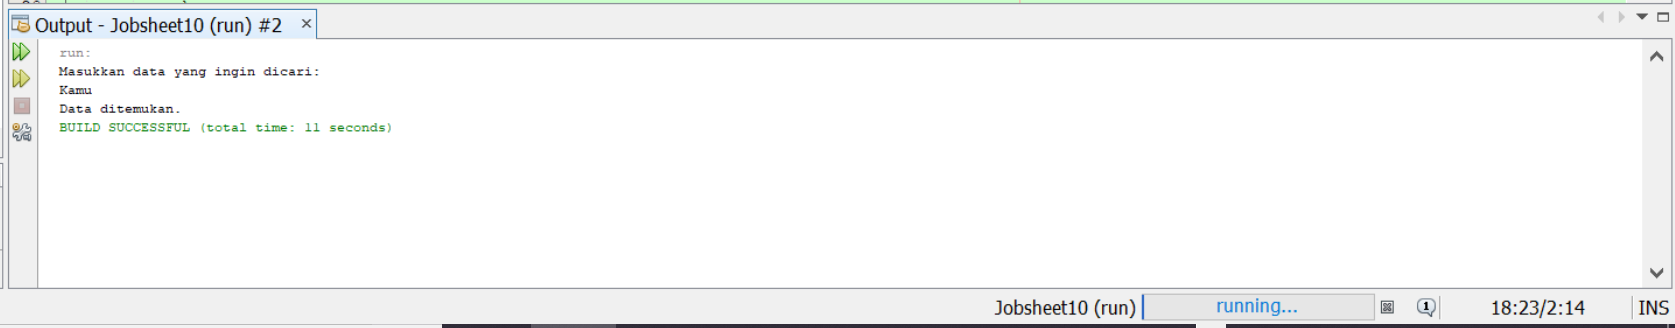 Output - Jobsheet10 (run) #2
run:
Masukkan data yang ingin dicari:
Kamu
Data ditemukan.
BUILD SUCCESSFUL (total time: 11 seconds)
Jobsheet10 (run) running... 1 18:23/2:14 INS